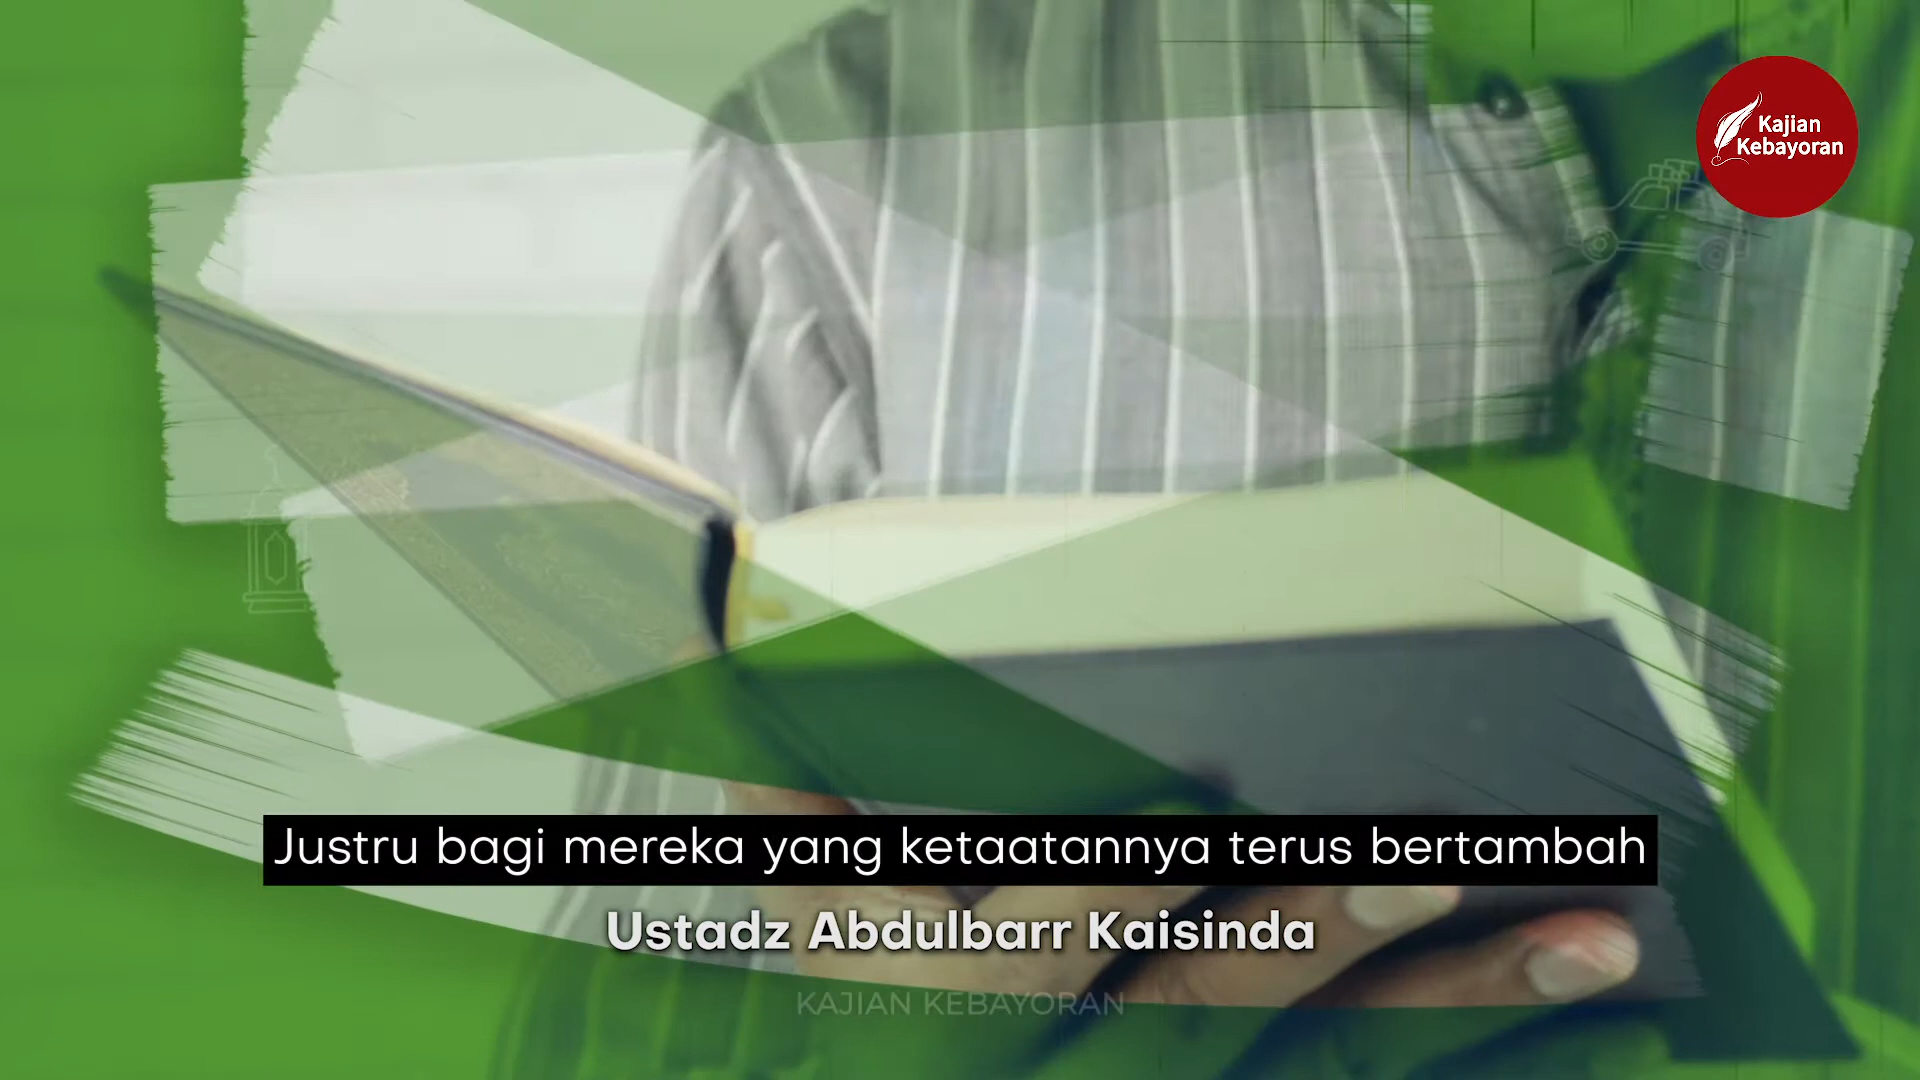 Kajian
Kebayoran
Justru bagi mereka yang ketaatannya terus bertambah
Ustadz Abdulbarr Kaisinda
KAJIAN KEBAYORAN